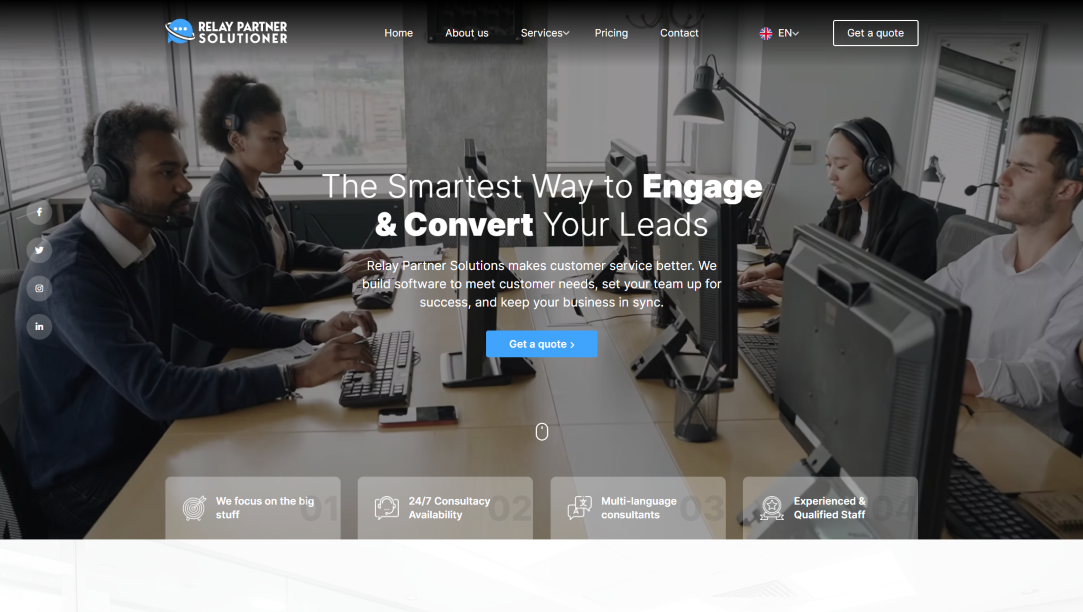 RELAY PARTNER
SOLUTIONER
Home
About us
Services
Pricing
Contact
EN
Get a quote
The Smartest Way to Engage
& Convert Your Leads
Relay Partner Solutions makes customer service better. We
build software to meet customer needs, set your team up for
success, and keep your business in sync.
Get a quote
We focus on the big
stuff
01
24/7 Consultacy
Availability
02
Multi-language
consultants
03
Experienced &
Qualified Staff
04